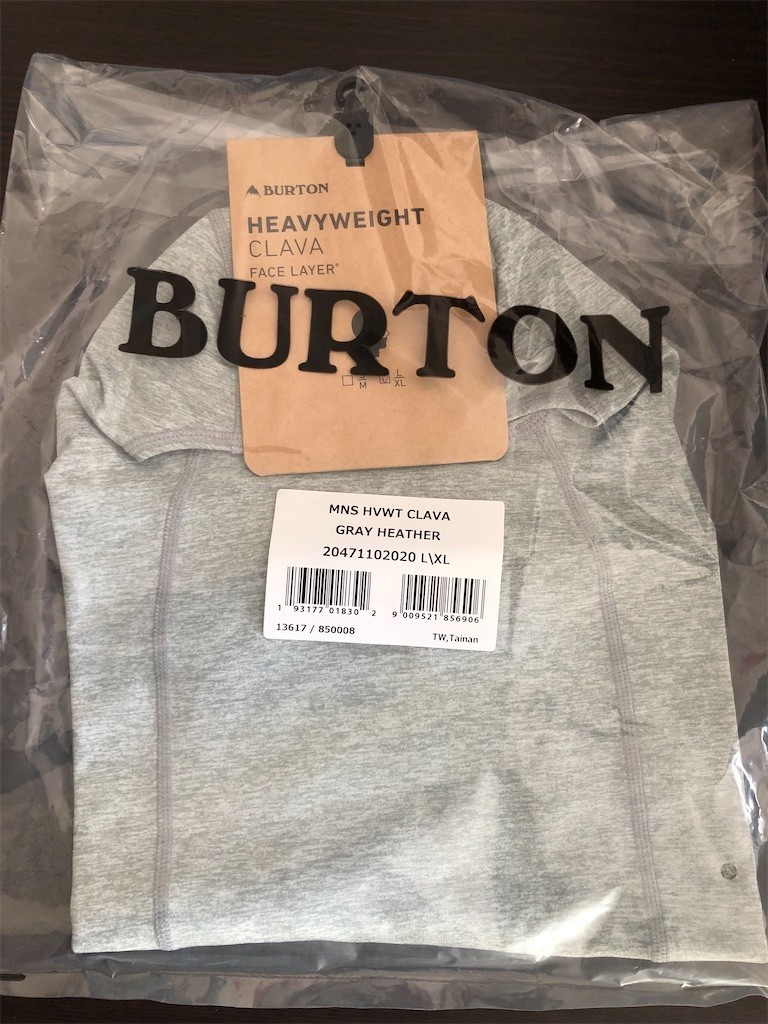 BURTON
HEAVYWEIGHT
CLAVA
FACE LAYER*
BURTON
S M L XL
MNS HVWT CLAVA
GRAY HEATHER
20471102020 L\XL
1 93177 01830 2 9 009521 856906
13617 / 850008 TW,Tainan